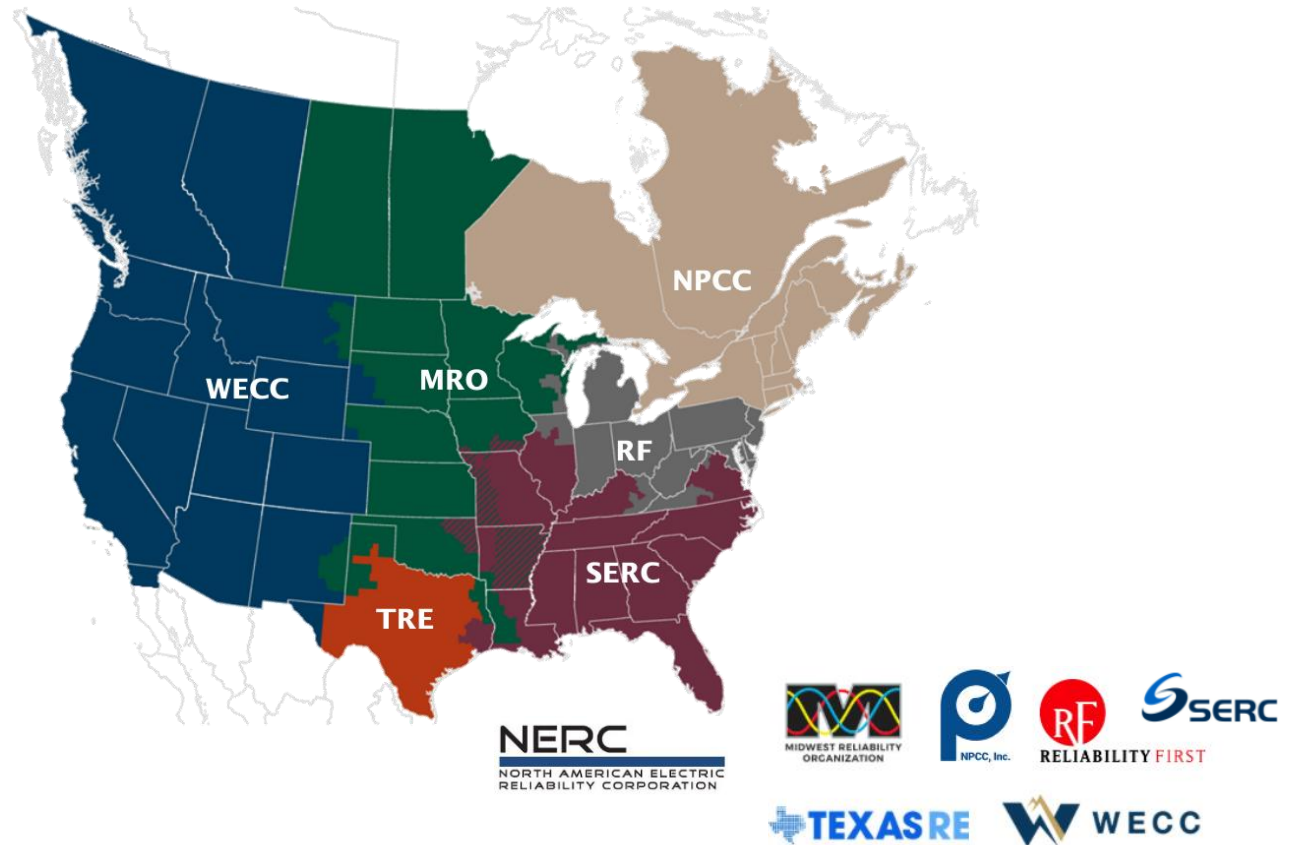 NPCC
WECC
MRO
RF
SERC
TRE
NERC
NORTH AMERICAN ELECTRIC
RELIABILITY CORPORATION
MIDWEST RELIABILITY
ORGANIZATION
NPCC, Inc.
RF
RELIABILITY FIRST
SERC
TEXAS RE
WECC